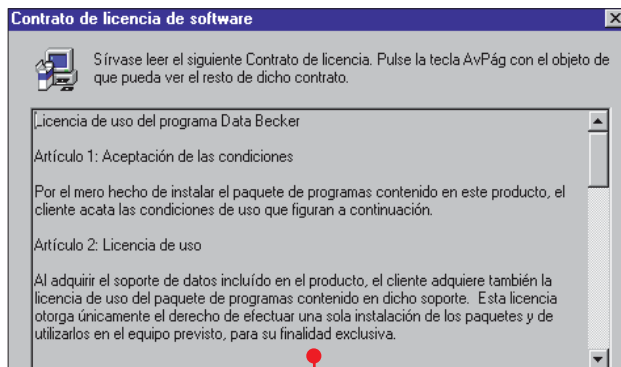 Contrato de licencia de software
Sírvase leer el siguiente Contrato de licencia. Pulse la tecla AvPág con el objeto de
que pueda ver el resto de dicho contrato.
Licencia de uso del programa Data Becker
Artículo 1: Aceptación de las condiciones
Por el mero hecho de instalar el paquete de programas contenido en este producto, el
cliente acata las condiciones de uso que figuran a continuación.
Artículo 2: Licencia de uso
Al adquirir el soporte de datos incluído en el producto, el cliente adquiere también la
licencia de uso del paquete de programas contenido en dicho soporte. Esta licencia
otorga únicamente el derecho de efectuar una sola instalación de los paquetes y de
utilizarlos en el equipo previsto, para su finalidad exclusiva.